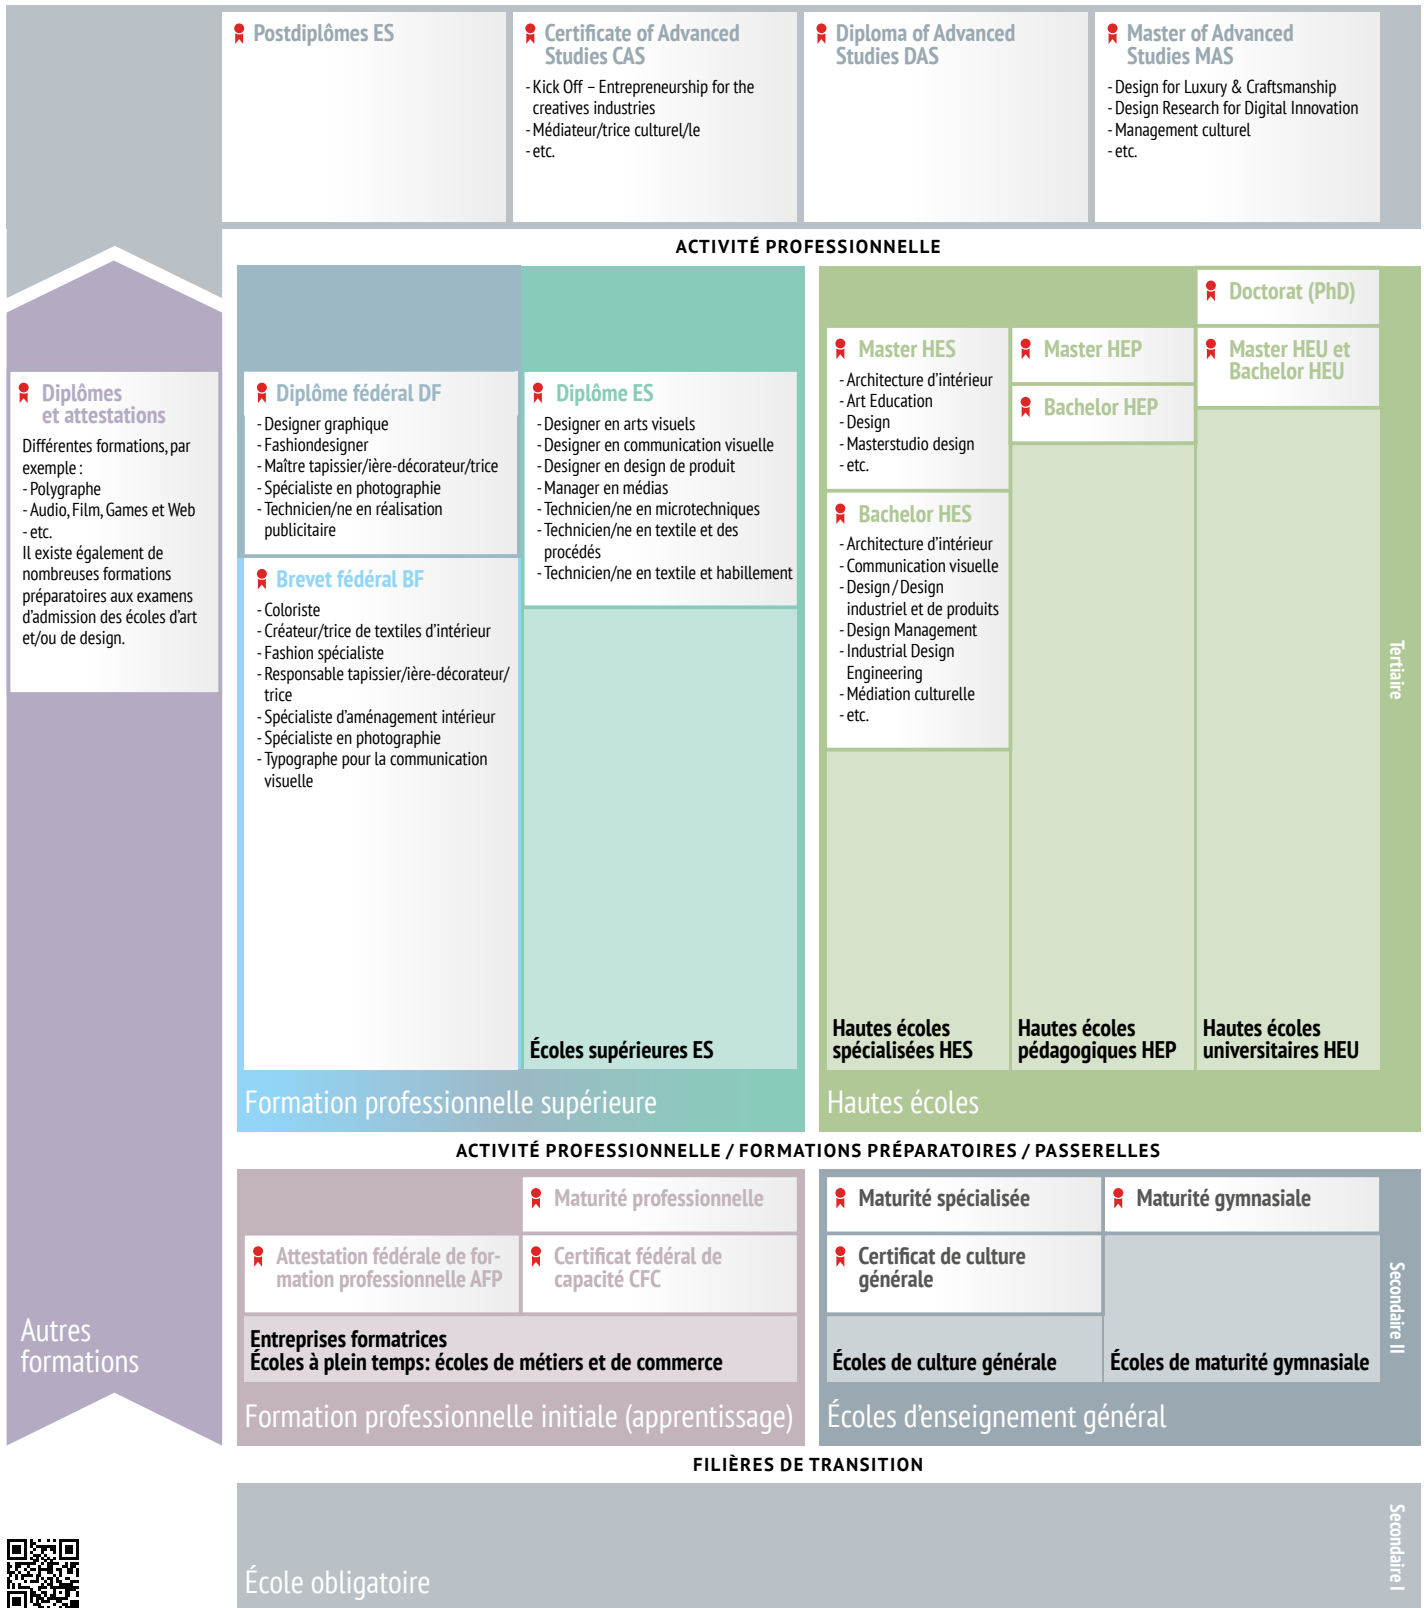 Postdiplômes ES
Certificate of Advanced
Studies CAS
- Kick Off – Entrepreneurship for the
creatives industries
- Médiateur/trice culturel/le
- etc.
Diploma of Advanced
Studies DAS
Master of Advanced
Studies MAS
- Design for Luxury & Craftsmanship
- Design Research for Digital Innovation
- Management culturel
- etc.
ACTIVITÉ PROFESSIONNELLE
Diplômes
et attestations
Différentes formations, par
exemple :
- Polygraphe
- Audio, Film, Games et Web
- etc.
Il existe également de
nombreuses formations
préparatoires aux examens
d’admission des écoles d’art
et/ou de design.
Autres
formations
Diplôme fédéral DF
- Designer graphique
- Fashiondesigner
- Maître tapissier/ière-décorateur/trice
- Spécialiste en photographie
- Technicien/ne en réalisation
publicitaire
Brevet fédéral BF
- Coloriste
- Créateur/trice de textiles d’intérieur
- Fashion spécialiste
- Responsable tapissier/ière-décorateur/
trice
- Spécialiste d’aménagement intérieur
- Spécialiste en photographie
- Typographe pour la communication
visuelle
Diplôme ES
- Designer en arts visuels
- Designer en communication visuelle
- Designer en design de produit
- Manager en médias
- Technicien/ne en microtechniques
- Technicien/ne en textile et des
procédés
- Technicien/ne en textile et habillement
Écoles supérieures ES
Formation professionnelle supérieure
Master HES
- Architecture d’intérieur
- Art Education
- Design
- Masterstudio design
- etc.
Bachelor HES
- Architecture d’intérieur
- Communication visuelle
- Design / Design
industriel et de produits
- Design Management
- Industrial Design
Engineering
- Médiation culturelle
- etc.
Hautes écoles
spécialisées HES
Master HEP
Bachelor HEP
Hautes écoles
pédagogiques HEP
Doctorat (PhD)
Master HEU et
Bachelor HEU
Hautes écoles
universitaires HEU
Hautes écoles
Tertiaire
ACTIVITÉ PROFESSIONNELLE / FORMATIONS PRÉPARATOIRES / PASSERELLES
Maturité professionnelle
Attestation fédérale de for-
mation professionnelle AFP
Certificat fédéral de
capacité CFC
Entreprises formatrices
Écoles à plein temps: écoles de métiers et de commerce
Formation professionnelle initiale (apprentissage)
Maturité spécialisée
Certificat de culture
générale
Écoles de culture générale
Maturité gymnasiale
Écoles de maturité gymnasiale
Écoles d’enseignement général
Secondaire II
FILIÈRES DE TRANSITION
École obligatoire
Secondaire I